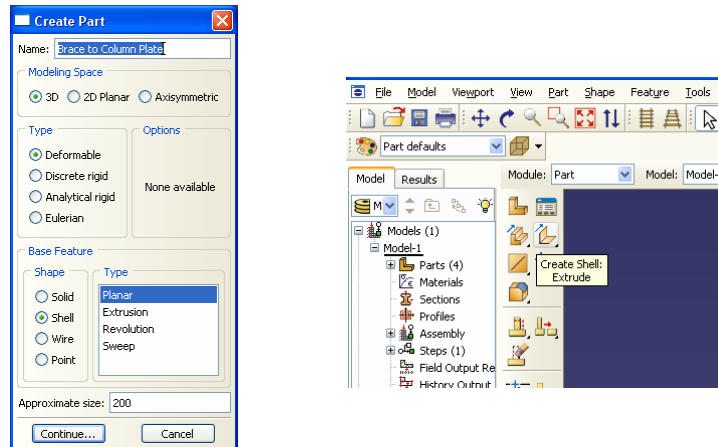 Create Part
Name: Brace to Column Plate
Modeling Space
3D 2D Planar Axisymmetric
Type
Options
Deformable
Discrete rigid
Analytical rigid
Eulerian
None available
Base Feature
Shape
Type
Solid
Shell
Wire
Point
Planar
Extrusion
Revolution
Sweep
Approximate size: 200
Continue... Cancel
File Model Viewport View Part Shape Feature Tools
Part defaults
Model Results
Module: Part Model: Model-
M
Models (1)
Model-1
Parts (4)
Materials
Sections
Profiles
Assembly
Steps (1)
Field Output Re
History Output
Create Shell:
Extrude